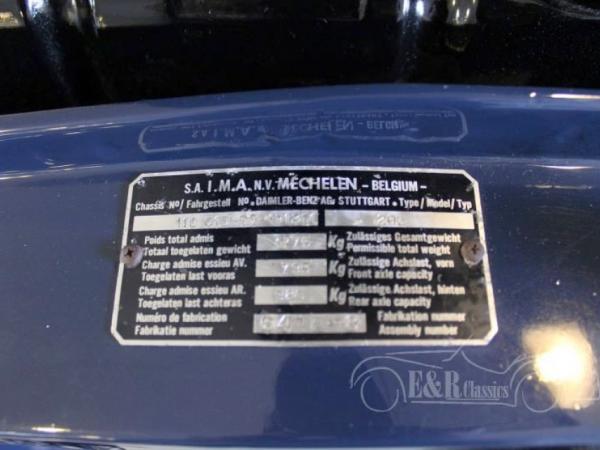 S.A. I.M.A. N.V. MECHELEN - BELGIUM -
Chassis No/ Fahrgestell No - DAIMLER-BENZ AG. STUTTGART - Type / Model/ Typ
Poids total admis Kg Zulässiges Gesamtgewicht
Totaal toegelaten gewicht Permissible total weight
Charge admise essieu AV. Kg Zulässige Achslast, vorn
Toegelaten last vooras Front axle capacity
Charge admise essieu AR. Kg Zulässige Achslast, hinten
Toegelaten last achteras Rear axle capacity
Numéro de fabrication Fabrikation nummer
Fabrikatie nummer Assembly number
E&R Classics